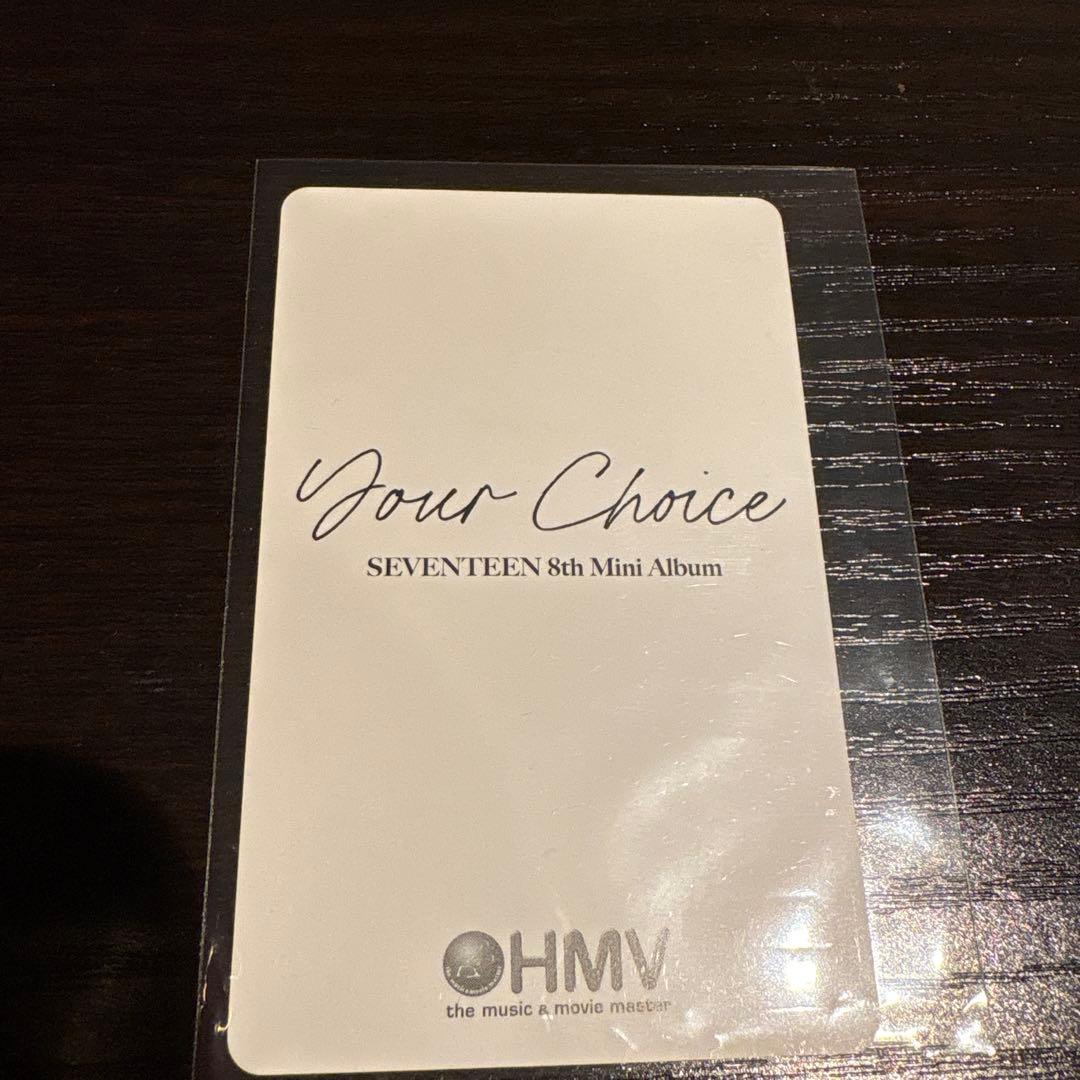 Your Choice
SEVENTEEN 8th Mini Album
HMV
the music & movie master